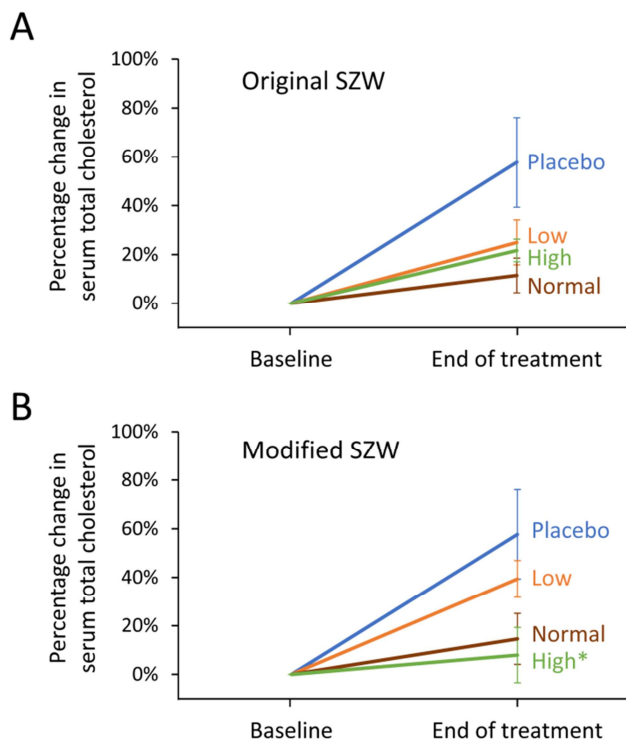 A
Percentage change in
serum total cholesterol
100%
80%
60%
40%
20%
0%
Original SZW
Placebo
Low
High
Normal
Baseline
End of treatment
B
Percentage change in
serum total cholesterol
100%
80%
60%
40%
20%
0%
Modified SZW
Placebo
Low
Normal
High*
Baseline
End of treatment